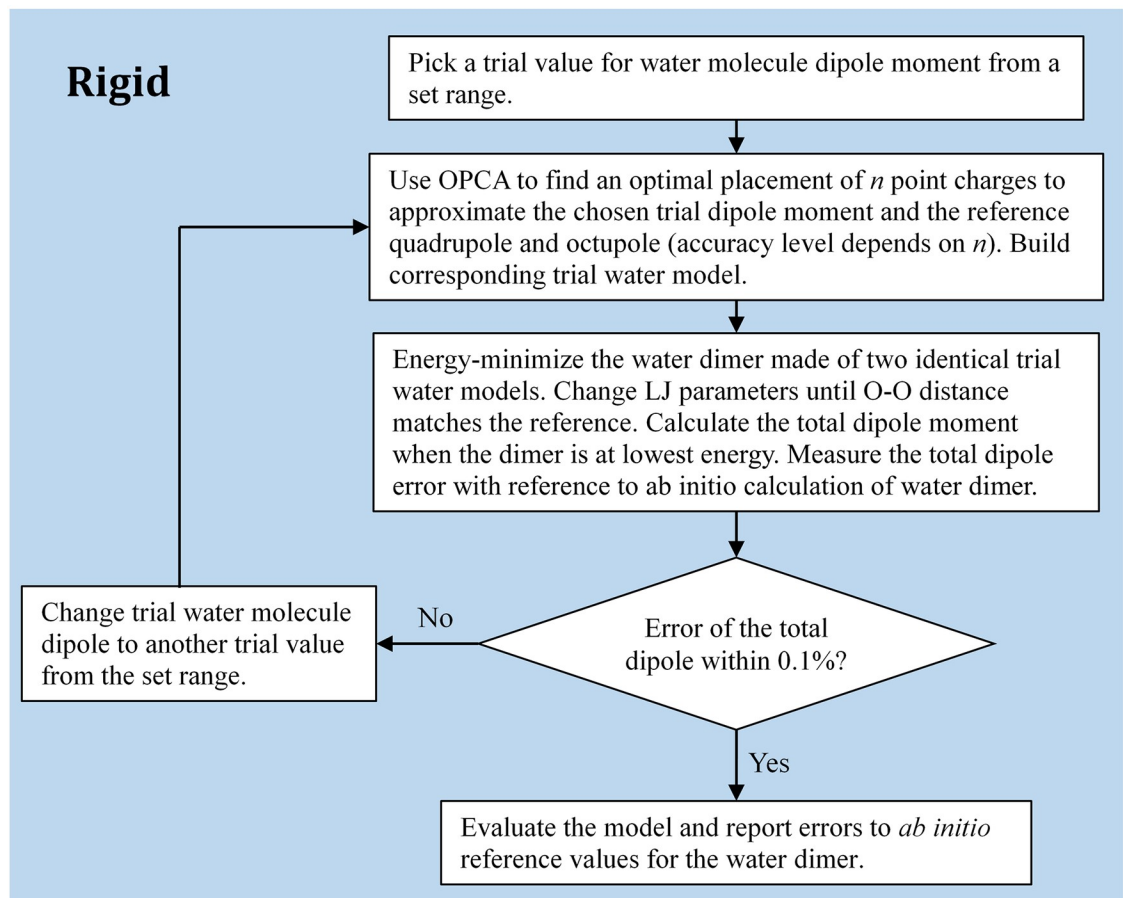 Rigid
Pick a trial value for water molecule dipole moment from a
set range.
Use OPCA to find an optimal placement of n point charges to
approximate the chosen trial dipole moment and the reference
quadrupole and octupole (accuracy level depends on n). Build
corresponding trial water model.
Energy-minimize the water dimer made of two identical trial
water models. Change LJ parameters until O-O distance
matches the reference. Calculate the total dipole moment
when the dimer is at lowest energy. Measure the total dipole
error with reference to ab initio calculation of water dimer.
Error of the total
dipole within 0.1%?
No
Change trial water molecule
dipole to another trial value
from the set range.
Yes
Evaluate the model and report errors to ab initio
reference values for the water dimer.